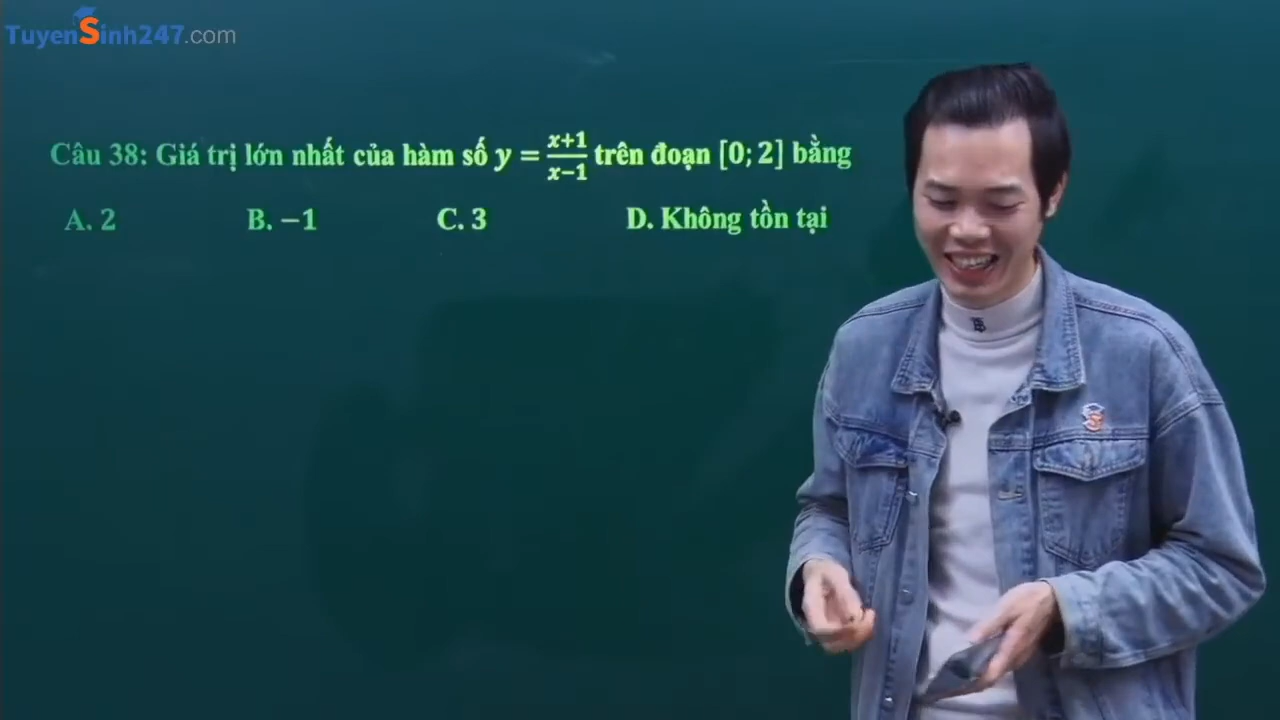 TuyenSinh247.com
Câu 38: Giá trị lớn nhất của hàm số y = \frac{x+1}{x-1} trên đoạn [0; 2] bằng
A. 2 B. −1 C. 3 D. Không tồn tại